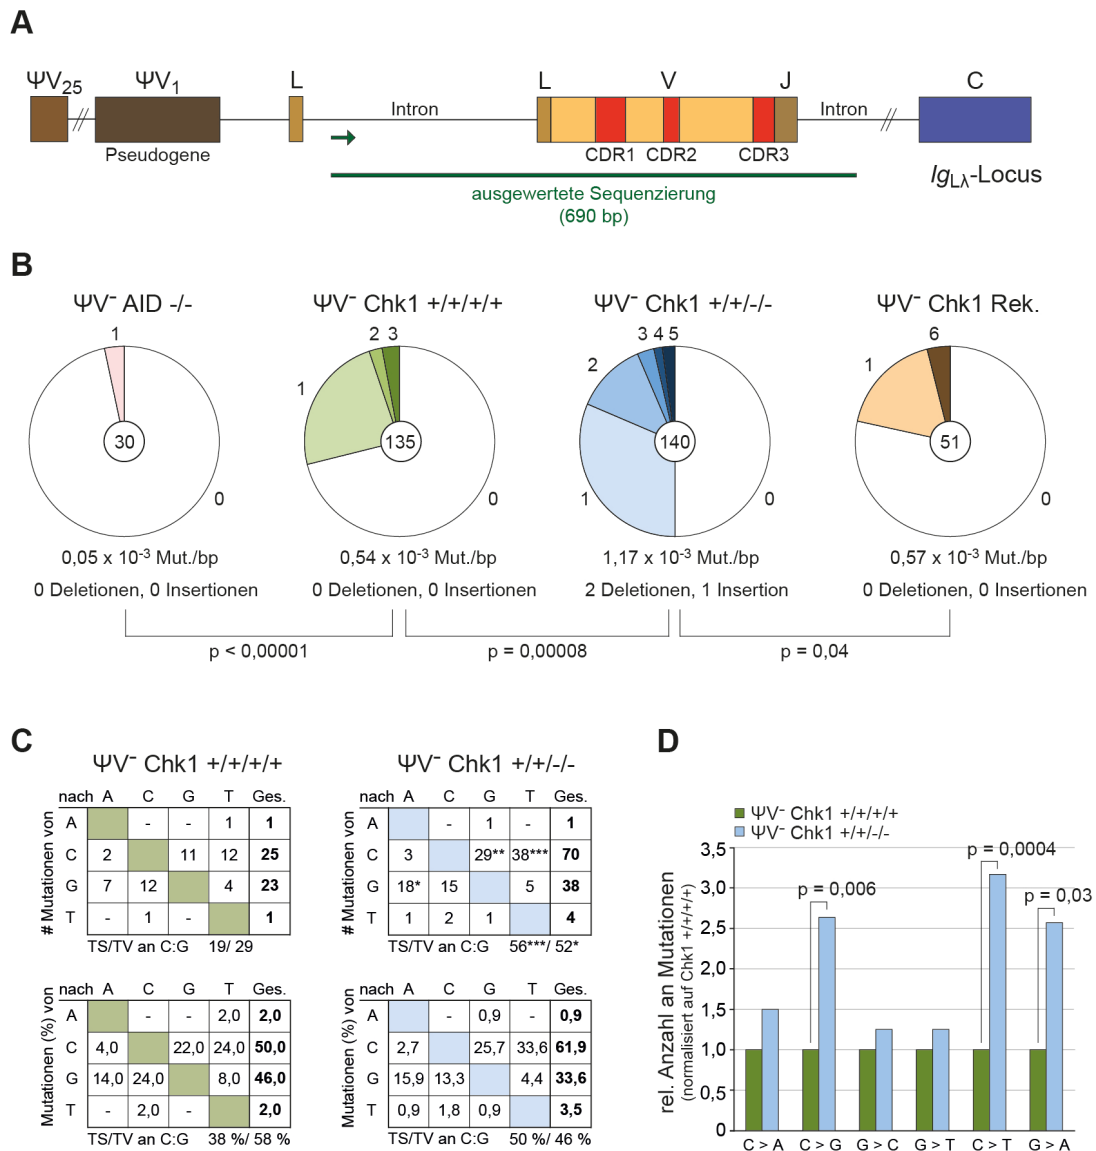 A
ΨV25 ΨV1 L L V J C
Intron Intron
Pseudogene CDR1 CDR2 CDR3
IgLλ-Locus
ausgewertete Sequenzierung
(690 bp)
B
ΨV- AID -/- ΨV- Chk1 +/+/+/+ ΨV- Chk1 +/+/-/- ΨV- Chk1 Rek.
1 2 3 3 4 5 6
1 2 1
30 135 140 51
0 0 1 0 0
0,05 x 10-3 Mut./bp 0,54 x 10-3 Mut./bp 1,17 x 10-3 Mut./bp 0,57 x 10-3 Mut./bp
0 Deletionen, 0 Insertionen 0 Deletionen, 0 Insertionen 2 Deletionen, 1 Insertion 0 Deletionen, 0 Insertionen
p < 0,00001 p = 0,00008 p = 0,04
C
ΨV- Chk1 +/+/+/+
nach A C G T Ges.
# Mutationen von
A - - 1 1
C 2 11 12 25
G 7 12 4 23
T - 1 - 1
TS/TV an C:G 19/ 29
ΨV- Chk1 +/+/-/-
nach A C G T Ges.
# Mutationen von
A - 1 - 1
C 3 29** 38*** 70
G 18* 15 5 38
T 1 2 1 4
TS/TV an C:G 56***/ 52*
nach A C G T Ges.
Mutationen (%) von
A - - 2,0 2,0
C 4,0 22,0 24,0 50,0
G 14,0 24,0 8,0 46,0
T - 2,0 - 2,0
TS/TV an C:G 38 %/ 58 %
nach A C G T Ges.
Mutationen (%) von
A - 0,9 - 0,9
C 2,7 25,7 33,6 61,9
G 15,9 13,3 4,4 33,6
T 0,9 1,8 0,9 3,5
TS/TV an C:G 50 %/ 46 %
D
ΨV- Chk1 +/+/+/+
ΨV- Chk1 +/+/-/-
rel. Anzahl an Mutationen
(normalisiert auf Chk1 +/+/+/+)
3,5
3,0
2,5
2,0
1,5
1,0
0,5
0
p = 0,006
p = 0,0004
p = 0,03
C > A C > G G > C G > T C > T G > A